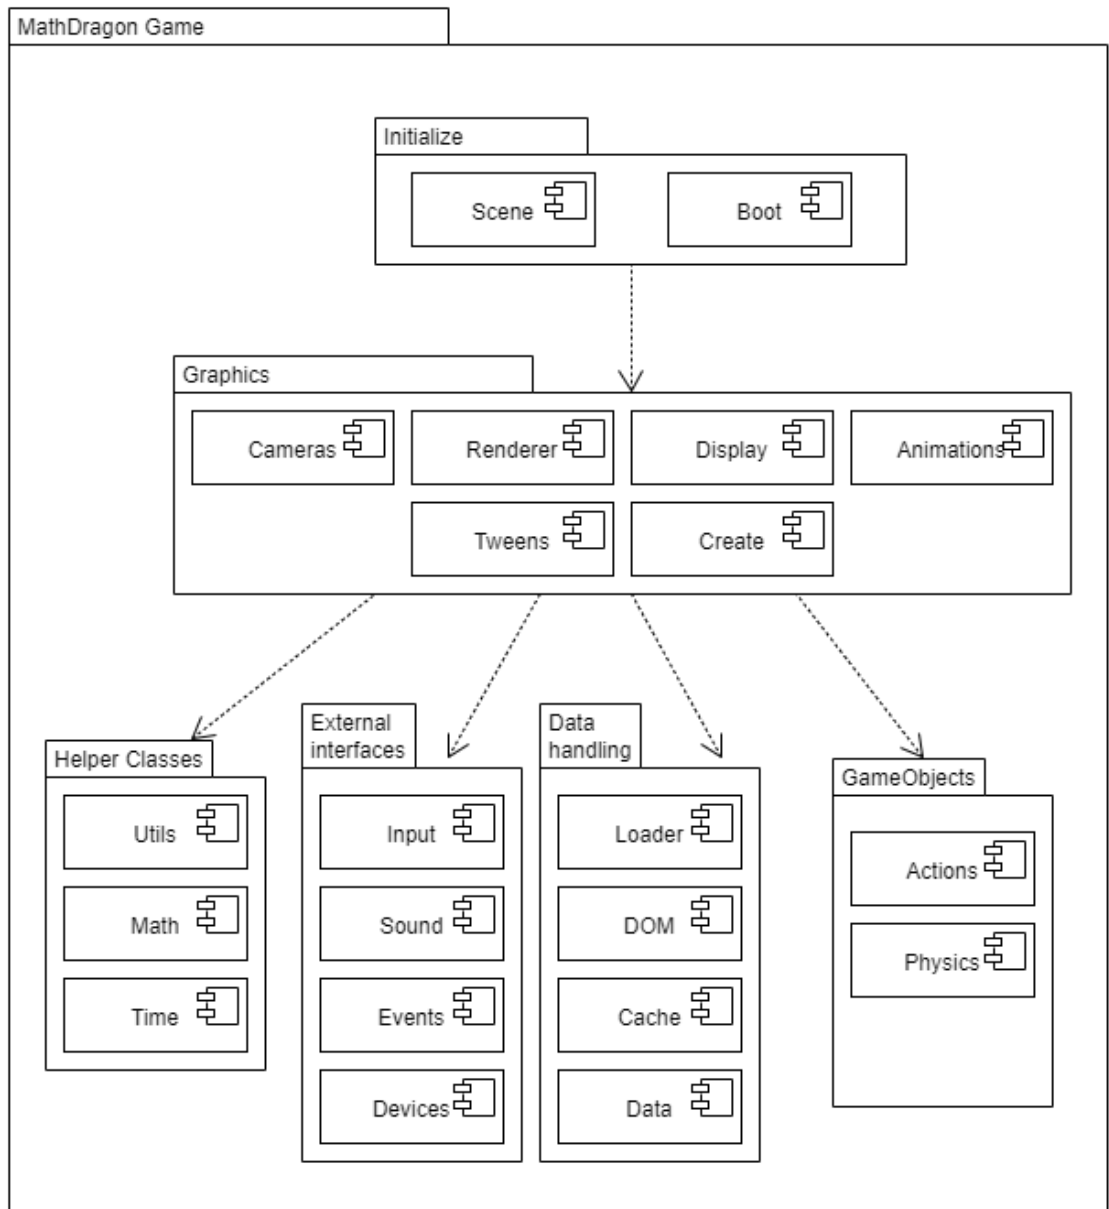 MathDragon Game
Initialize
Scene
Boot
Graphics
Cameras
Renderer
Display
Animations
Tweens
Create
Helper Classes
Utils
Math
Time
External
interfaces
Input
Sound
Events
Devices
Data
handling
Loader
DOM
Cache
Data
GameObjects
Actions
Physics